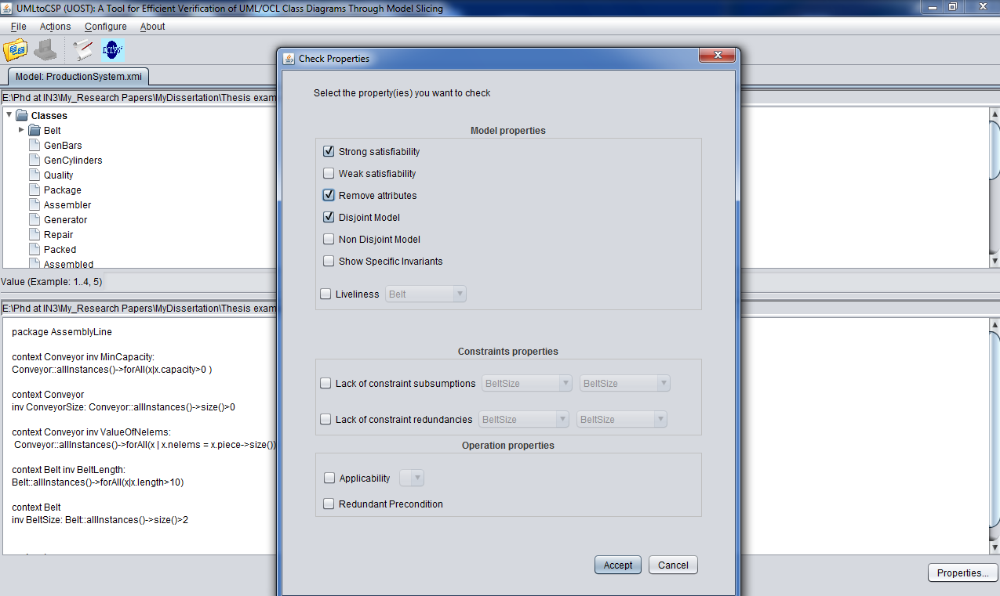 UMLtoCSP (UOST): A Tool for Efficient Verification of UML/OCL Class Diagrams Through Model Slicing
File Actions Configure About
Model: ProductionSystem.xmi
E:\Phd at IN3\My_Research Papers\MyDissertation\Thesis exam
Classes
Belt
GenBars
GenCylinders
Quality
Package
Assembler
Generator
Repair
Packed
Assembled
Value (Example: 1..4, 5)
E:\Phd at IN3\My_Research Papers\MyDissertation\Thesis exam
package AssemblyLine
context Conveyor inv MinCapacity:
Conveyor::allInstances()->forAll(x|x.capacity>0 )
context Conveyor
inv ConveyorSize: Conveyor::allInstances()->size()>0
context Conveyor inv ValueOfNelems:
Conveyor::allInstances()->forAll(x | x.nelems = x.piece->size())
context Belt inv BeltLength:
Belt::allInstances()->forAll(x|x.length>10)
context Belt
inv BeltSize: Belt::allInstances()->size()>2
Check Properties
Select the property(ies) you want to check
Model properties
Strong satisfiability
Weak satisfiability
Remove attributes
Disjoint Model
Non Disjoint Model
Show Specific Invariants
Liveliness Belt
Constraints properties
Lack of constraint subsumptions BeltSize BeltSize
Lack of constraint redundancies BeltSize BeltSize
Operation properties
Applicability
Redundant Precondition
Accept Cancel
Properties...